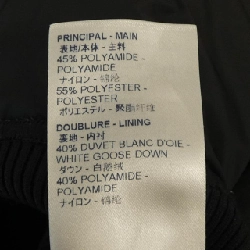 PRINCIPAL - MAIN
表地/本体 - 主料
45% POLYAMIDE -
POLYAMIDE
ナイロン - 锦纶
55% POLYESTER -
POLYESTER
ポリエステル - 聚酯纤维
DOUBLURE - LINING
裏地 - 内衬
40% DUVET BLANC D'OIE -
WHITE GOOSE DOWN
ダウン - 白鹅绒
40% POLYAMIDE -
POLYAMIDE
ナイロン - 锦纶